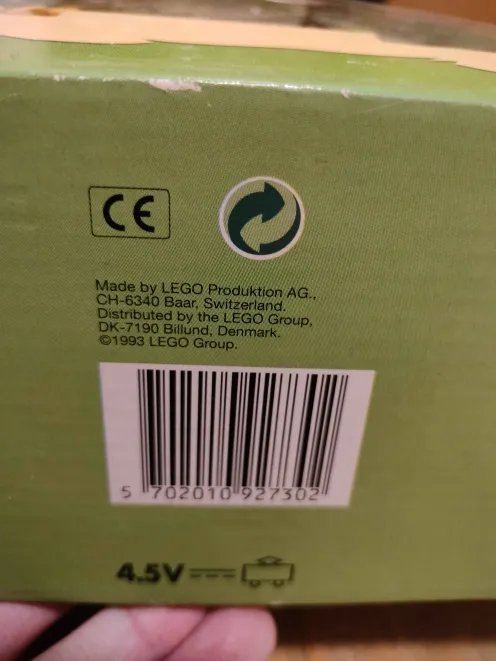 CE
Made by LEGO Produktion AG.,
CH-6340 Baar, Switzerland.
Distributed by the LEGO Group,
DK-7190 Billund, Denmark.
©1993 LEGO Group.
5 702010 927302
4.5V